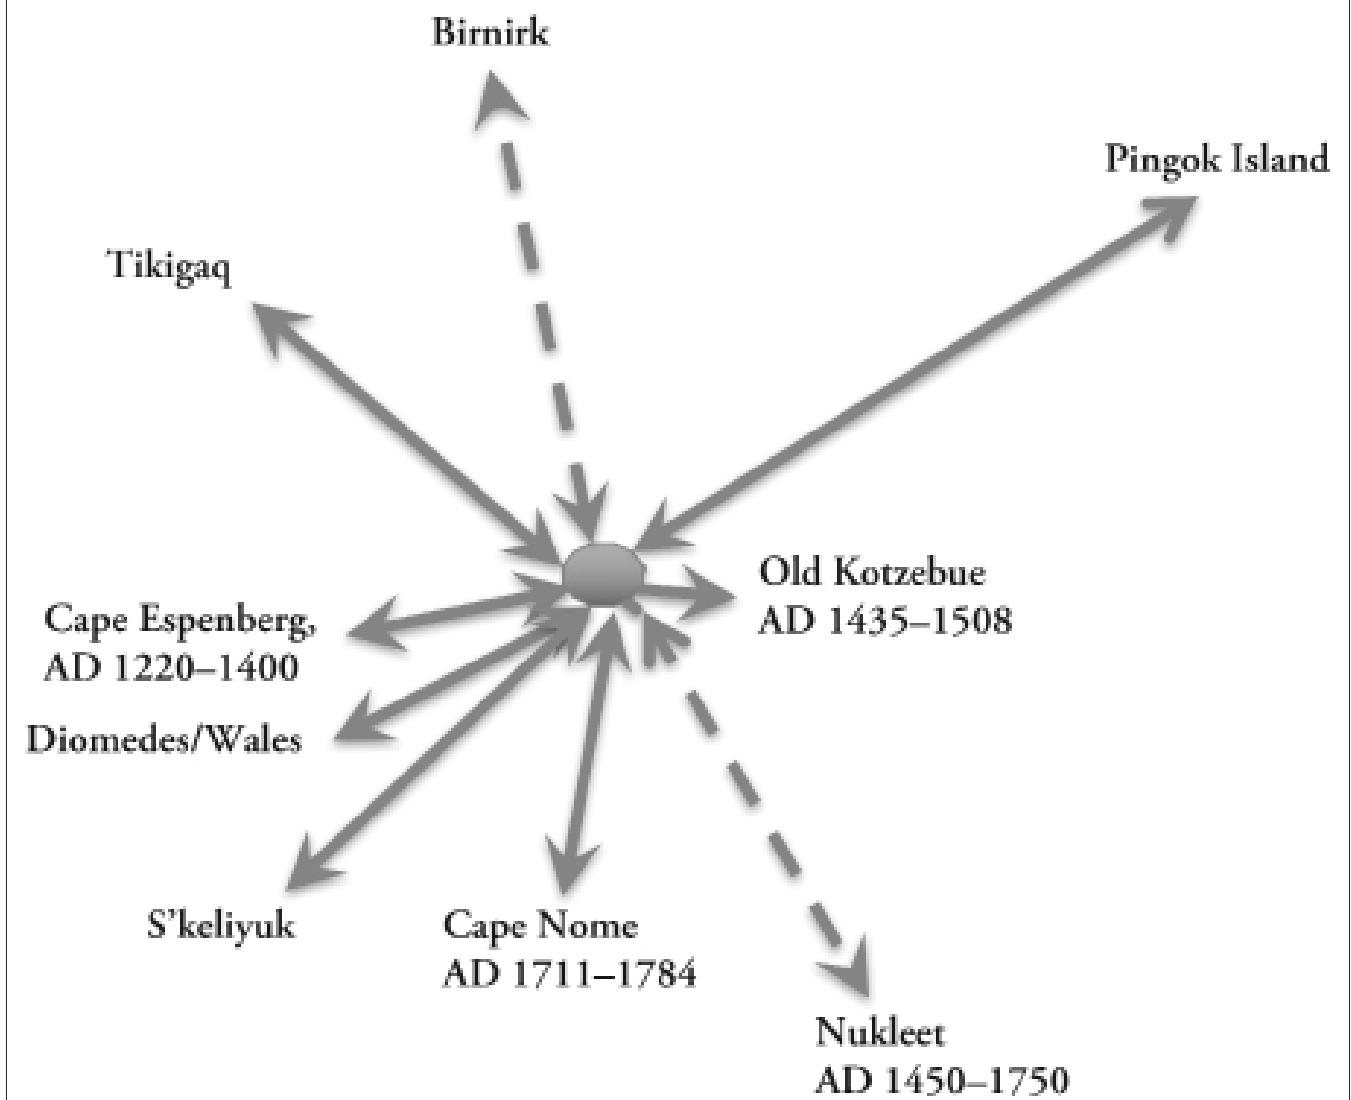 Birnirk
Pingok Island
Tikigaq
Old Kotzebue
AD 1435–1508
Cape Espenberg,
AD 1220–1400
Diomedes/Wales
S’keliyuk
Cape Nome
AD 1711–1784
Nukleet
AD 1450–1750